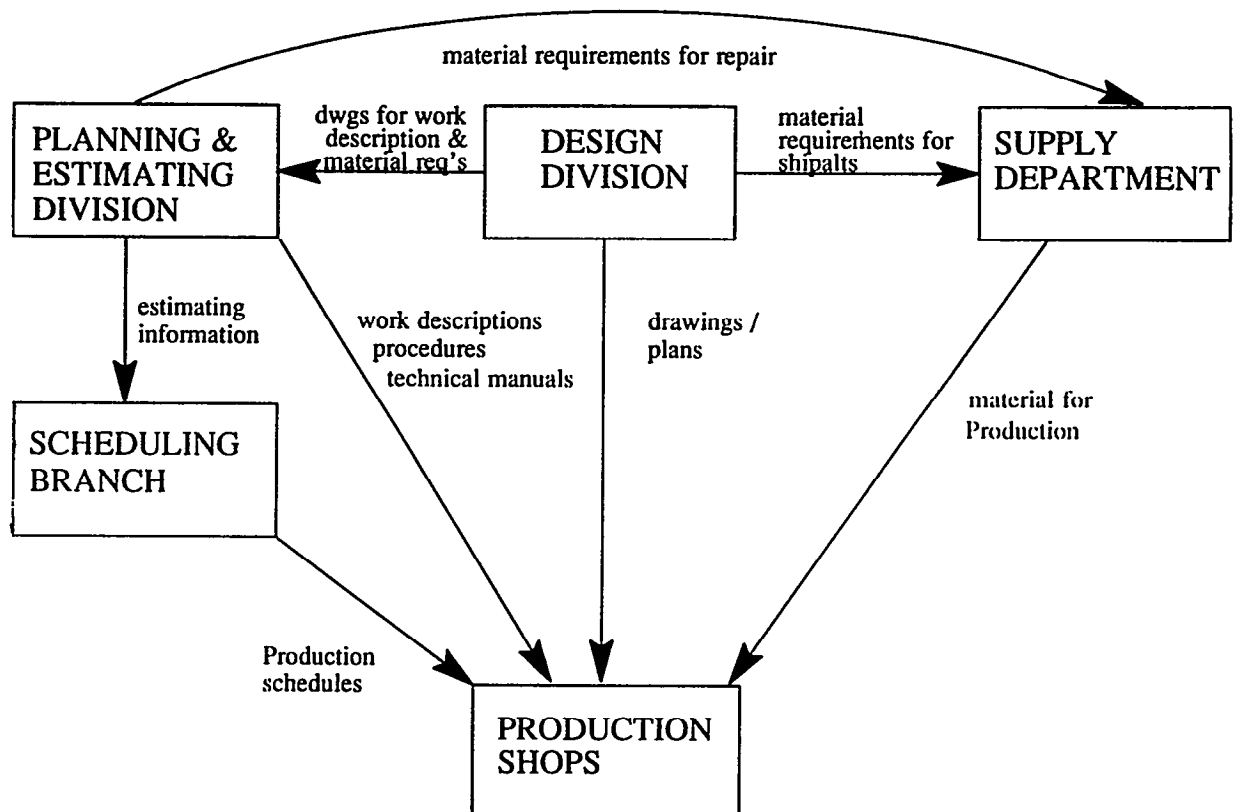 material requirements for repair
PLANNING &
ESTIMATING
DIVISION
dwgs for work
description &
material req's
DESIGN
DIVISION
material
requirements for
shipalts
SUPPLY
DEPARTMENT
estimating
information
work descriptions
procedures
technical manuals
drawings /
plans
material for
Production
SCHEDULING
BRANCH
Production
schedules
PRODUCTION
SHOPS